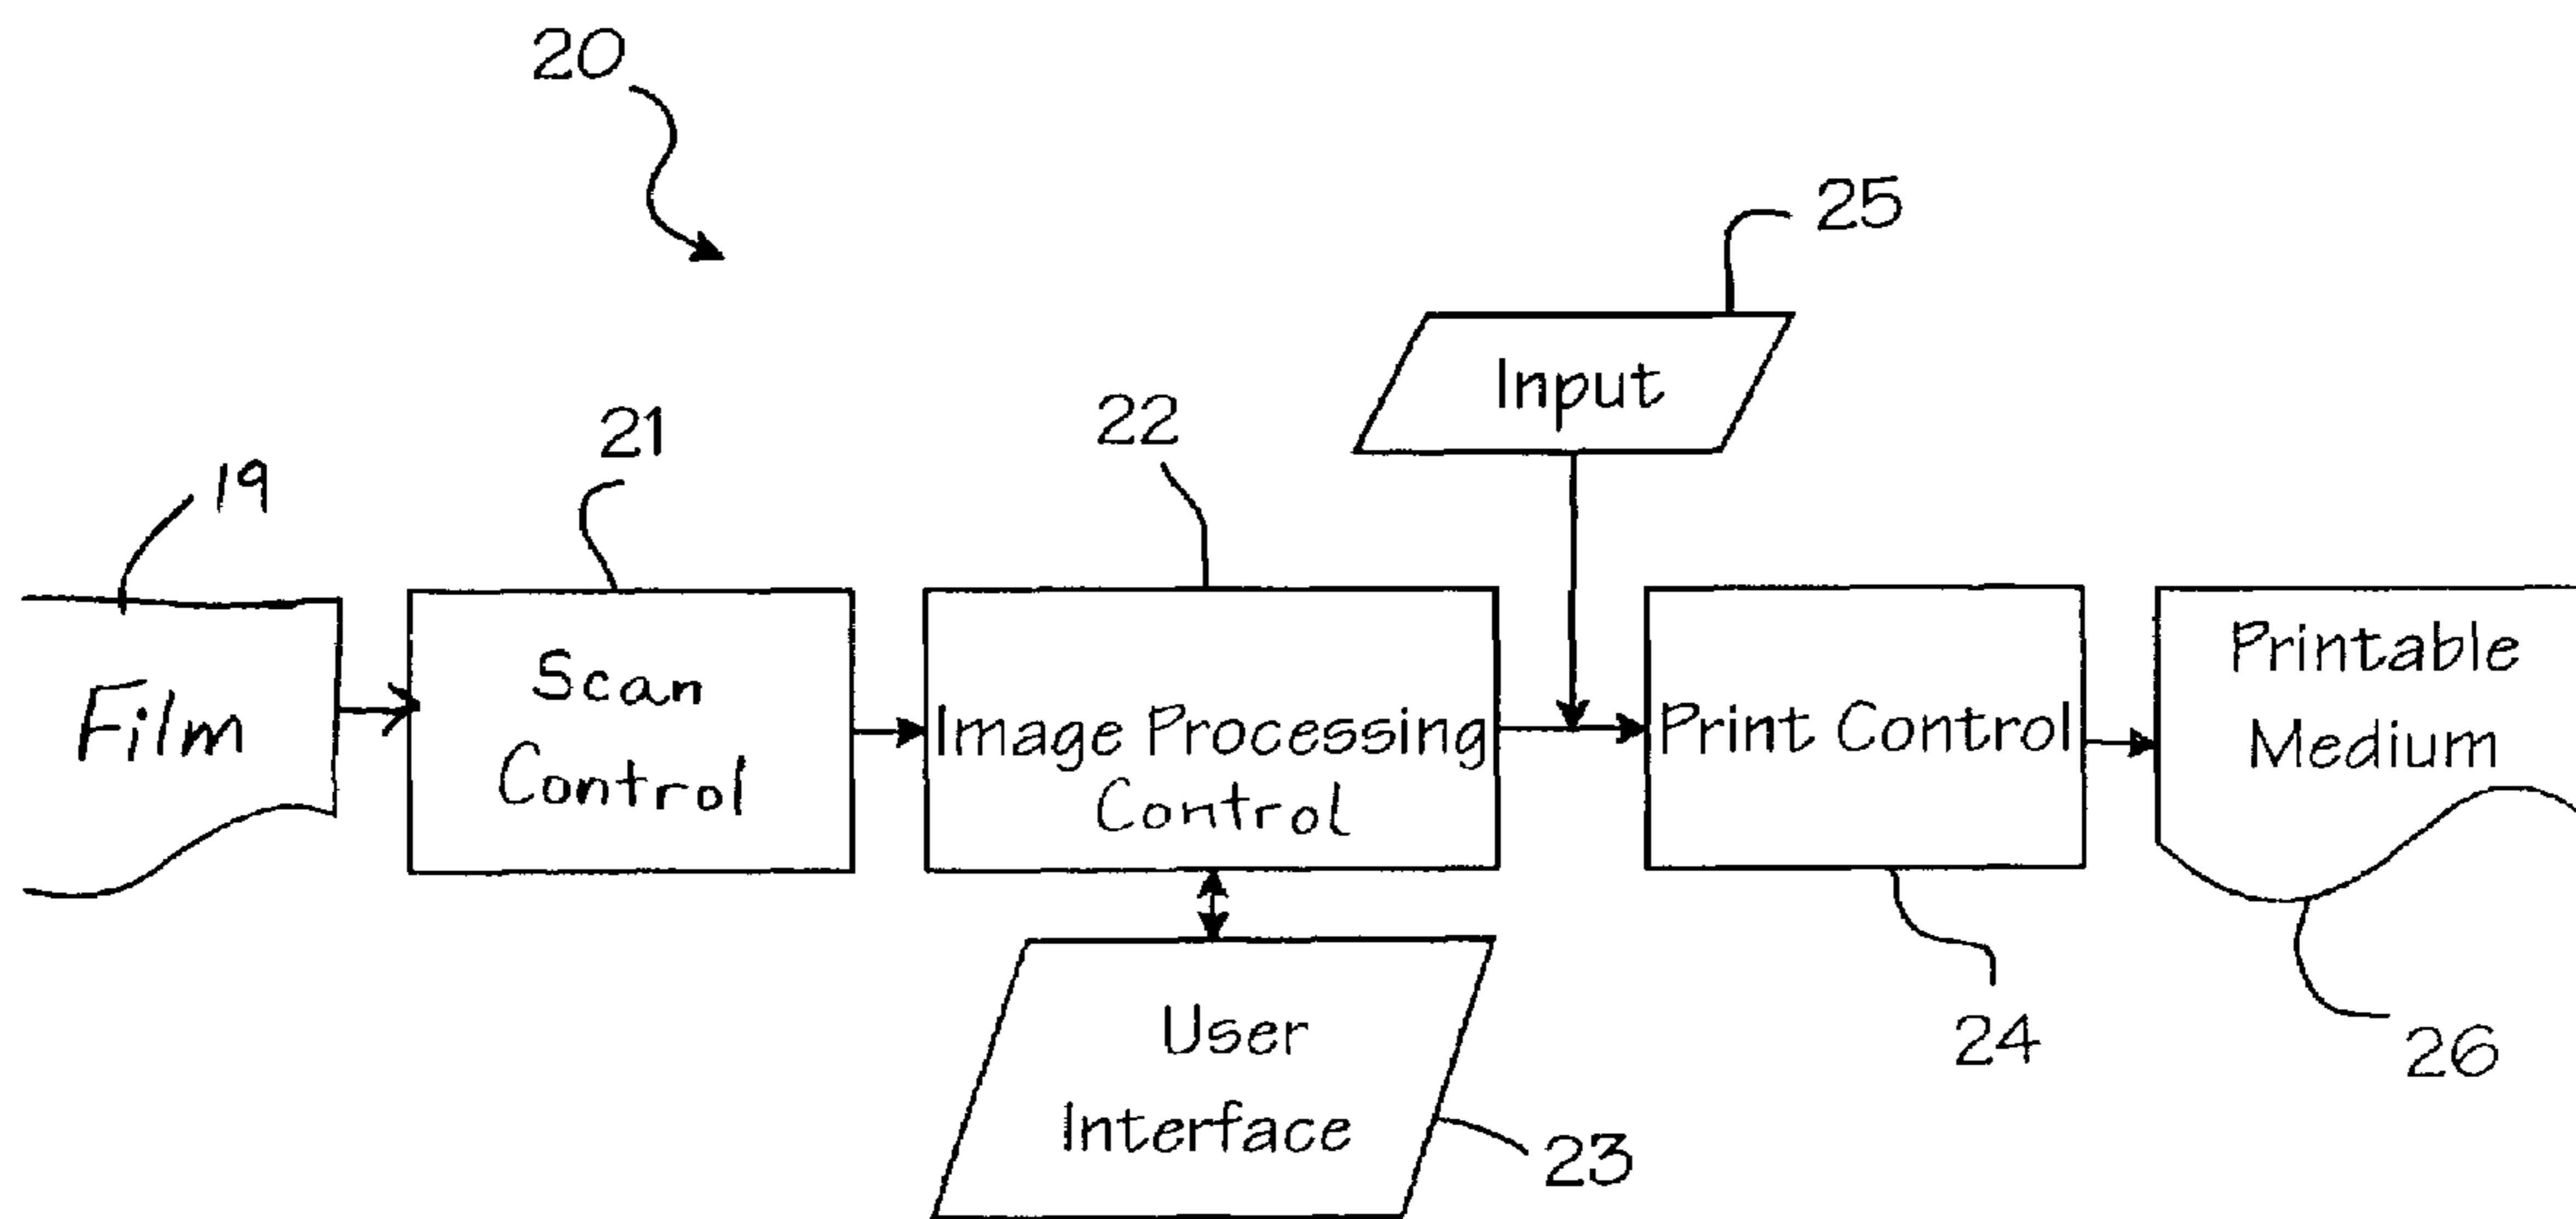 20
25
Input
21
22
19
Film
Scan
Control
Image Processing
Control
Print Control
Printable
Medium
User
Interface
23
24
26